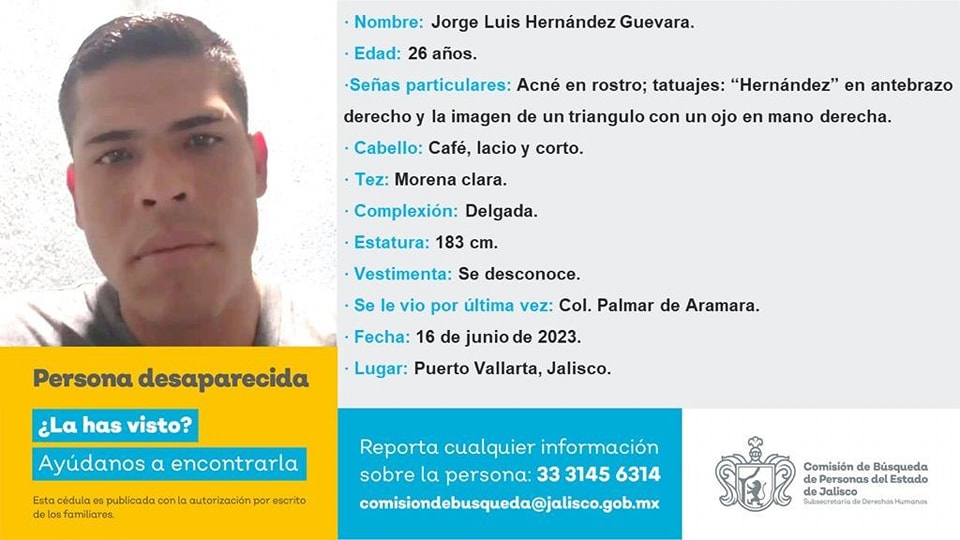 · Nombre: Jorge Luis Hernández Guevara.
· Edad: 26 años.
·Señas particulares: Acné en rostro; tatuajes: “Hernández” en antebrazo
derecho y la imagen de un triangulo con un ojo en mano derecha.
· Cabello: Café, lacio y corto.
· Tez: Morena clara.
· Complexión: Delgada.
· Estatura: 183 cm.
· Vestimenta: Se desconoce.
· Se le vio por última vez: Col. Palmar de Aramara.
· Fecha: 16 de junio de 2023.
· Lugar: Puerto Vallarta, Jalisco.
Persona desaparecida
¿La has visto?
Ayúdanos a encontrarla
Esta cédula es publicada con la autorización por escrito
de los familiares.
Reporta cualquier información
sobre la persona: 33 3145 6314
comisiondebusqueda@jalisco.gob.mx
Comisión de Búsqueda
de Personas del Estado
de Jalisco
Subsecretaría de Derechos Humanos